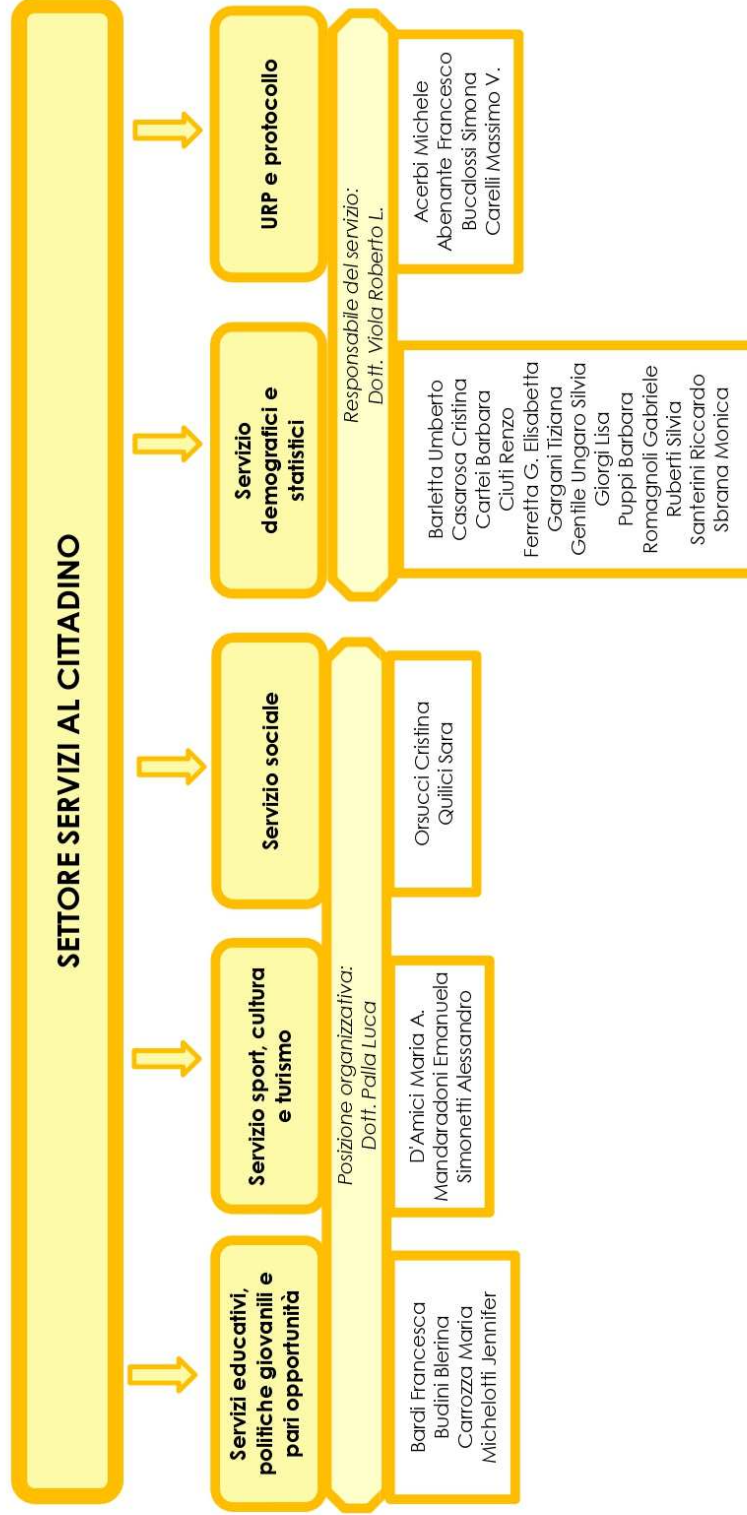 SETTORE SERVIZI AL CITTADINO
Servizi educativi,
politiche giovanili e
pari opportunità
Servizio sport, cultura
e turismo
Servizio sociale
Servizio
demografici e
statistici
URP e protocollo
Posizione organizzativa:
Dott. Palla Luca
Responsabile del servizio:
Dott. Viola Roberto L.
Bardi Francesca
Budini Blerina
Carrozza Maria
Michelotti Jennifer
D'Amici Maria A.
Mandaradoni Emanuela
Simonetti Alessandro
Orsucci Cristina
Quilici Sara
Barletta Umberto
Casarosa Cristina
Cartei Barbara
Ciuti Renzo
Ferretta G. Elisabetta
Gargani Tiziana
Gentile Ungaro Silvia
Giorgi Lisa
Puppi Barbara
Romagnoli Gabriele
Ruberti Silvia
Santerini Riccardo
Sbrana Monica
Acerbi Michele
Abenante Francesco
Bucalossi Simona
Carelli Massimo V.